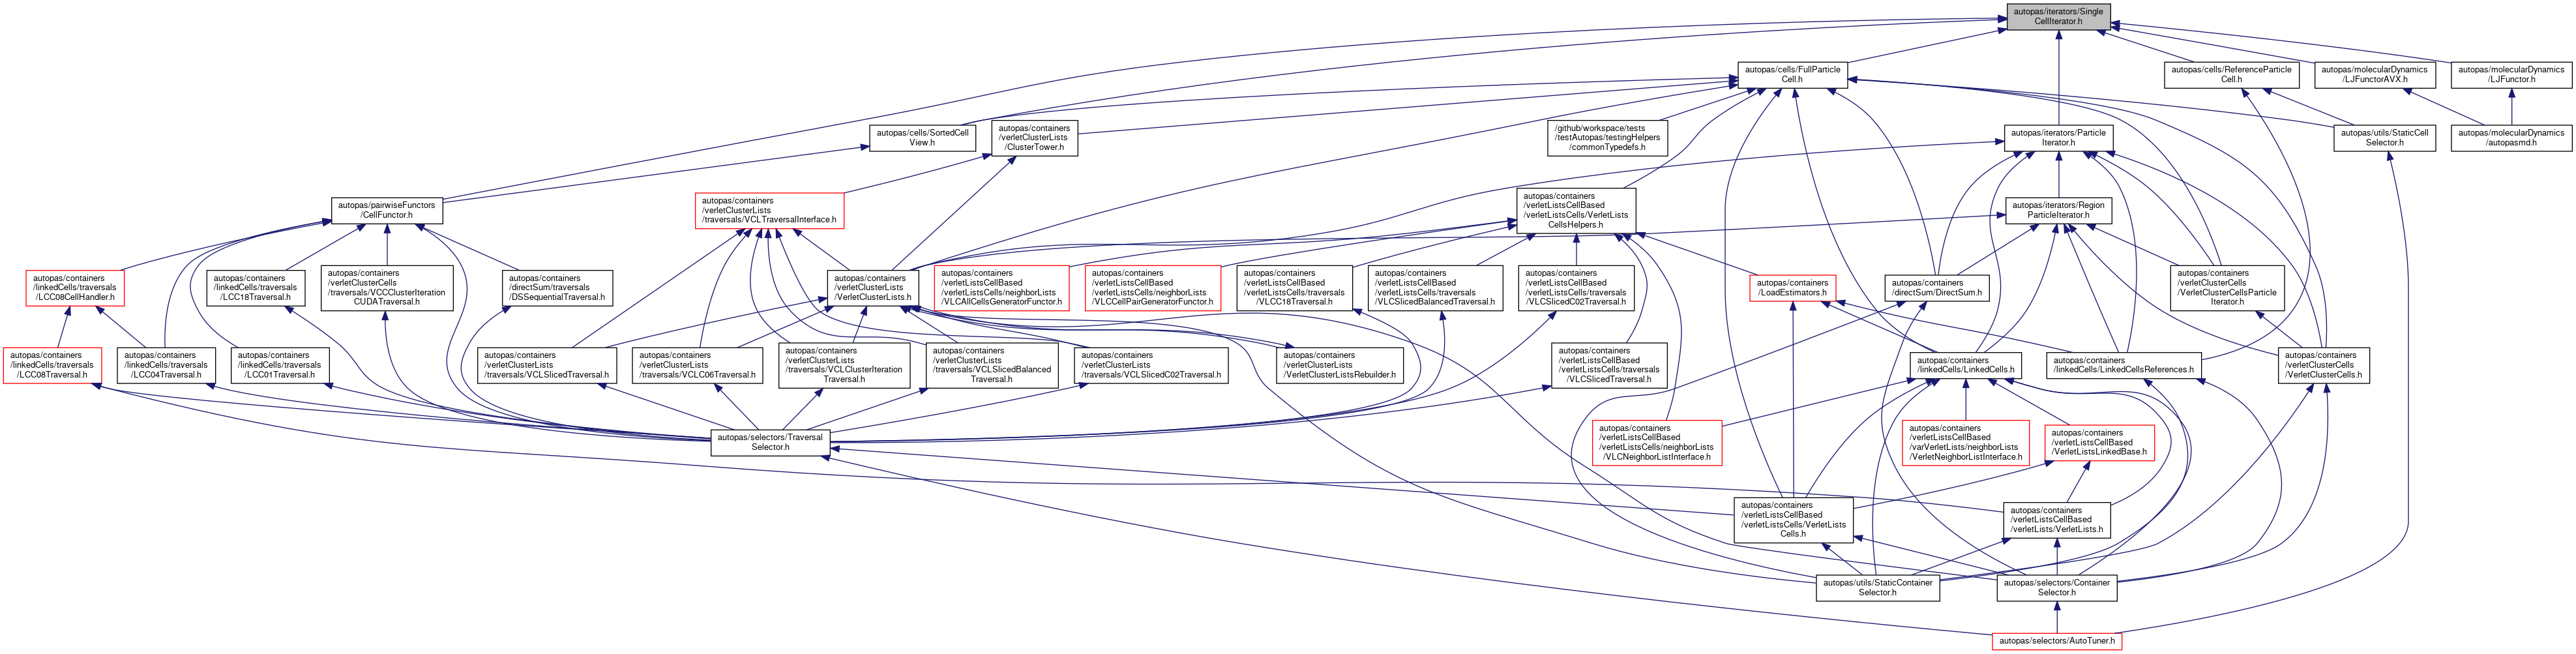 autopas/iterators/Single
CellIterator.h
autopas/cells/FullParticle
Cell.h
autopas/cells/ReferenceParticle
Cell.h
autopas/molecularDynamics
/LJFunctorAVX.h
autopas/molecularDynamics
/LJFunctor.h
autopas/cells/SortedCell
View.h
autopas/containers
/verletClusterLists
/ClusterTower.h
/github/workspace/tests
/testAutopas/testingHelpers
/commonTypedefs.h
autopas/iterators/Particle
Iterator.h
autopas/utils/StaticCell
Selector.h
autopas/molecularDynamics
/autopasmd.h
autopas/pairwiseFunctors
/CellFunctor.h
autopas/containers
/verletClusterLists
/traversals/VCLTraversalInterface.h
autopas/containers
/verletListsCellBased
/verletListsCells/VerletLists
CellsHelpers.h
autopas/iterators/Region
ParticleIterator.h
autopas/containers
/linkedCells/traversals
/LCC08CellHandler.h
autopas/containers
/linkedCells/traversals
/LCC18Traversal.h
autopas/containers
/verletClusterCells
/traversals/VCCClusterIteration
CUDATraversal.h
autopas/containers
/directSum/traversals
/DSSequentialTraversal.h
autopas/containers
/verletClusterLists
/VerletClusterLists.h
autopas/containers
/verletListsCellBased
/verletListsCells/neighborLists
/VLCAllCellsGeneratorFunctor.h
autopas/containers
/verletListsCellBased
/verletListsCells/neighborLists
/VLCCellPairGeneratorFunctor.h
autopas/containers
/verletListsCellBased
/verletListsCells/traversals
/VLCC18Traversal.h
autopas/containers
/verletListsCellBased
/verletListsCells/traversals
/VLCSlicedBalancedTraversal.h
autopas/containers
/verletListsCellBased
/verletListsCells/traversals
/VLCSlicedC02Traversal.h
autopas/containers
/LoadEstimators.h
autopas/containers
/directSum/DirectSum.h
autopas/containers
/verletClusterCells
/VerletClusterCellsParticle
Iterator.h
autopas/containers
/linkedCells/traversals
/LCC08Traversal.h
autopas/containers
/linkedCells/traversals
/LCC04Traversal.h
autopas/containers
/linkedCells/traversals
/LCC01Traversal.h
autopas/containers
/verletClusterLists
/traversals/VCLSlicedTraversal.h
autopas/containers
/verletClusterLists
/traversals/VCLC06Traversal.h
autopas/containers
/verletClusterLists
/traversals/VCLClusterIteration
Traversal.h
autopas/containers
/verletClusterLists
/traversals/VCLSlicedBalanced
Traversal.h
autopas/containers
/verletClusterLists
/traversals/VCLSlicedC02Traversal.h
autopas/containers
/verletClusterLists
/VerletClusterListsRebuilder.h
autopas/containers
/verletListsCellBased
/verletListsCells/traversals
/VLCSlicedTraversal.h
autopas/containers
/linkedCells/LinkedCells.h
autopas/containers
/linkedCells/LinkedCellsReferences.h
autopas/containers
/verletClusterCells
/VerletClusterCells.h
autopas/selectors/Traversal
Selector.h
autopas/containers
/verletListsCellBased
/verletListsCells/neighborLists
/VLCNeighborListInterface.h
autopas/containers
/verletListsCellBased
/varVerletLists/neighborLists
/VerletNeighborListInterface.h
autopas/containers
/verletListsCellBased
/VerletListsLinkedBase.h
autopas/containers
/verletListsCellBased
/verletListsCells/VerletLists
Cells.h
autopas/containers
/verletListsCellBased
/verletLists/VerletLists.h
autopas/utils/StaticContainer
Selector.h
autopas/selectors/Container
Selector.h
autopas/selectors/AutoTuner.h